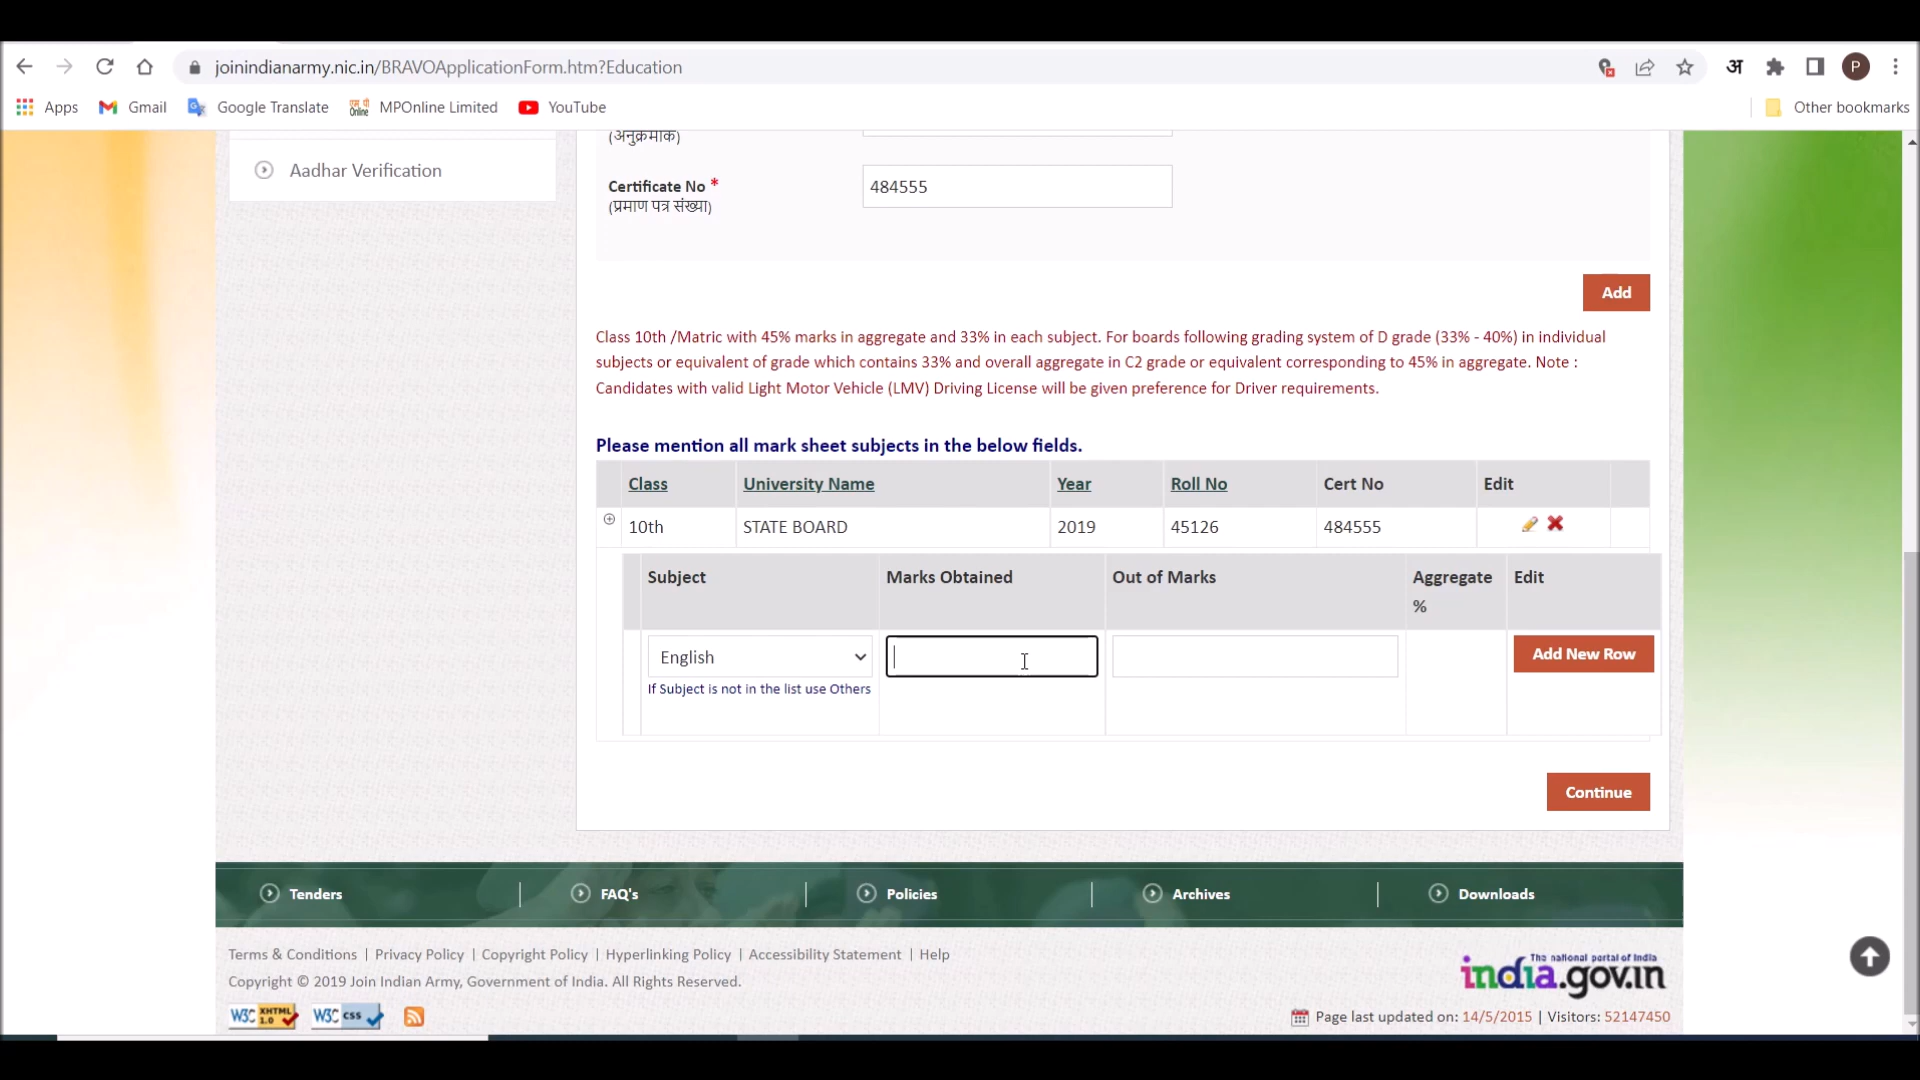 joinindianarmy.nic.in/BRAVOApplicationForm.htm?Education
अ
P
Apps
Gmail
Google Translate
MPOnline Limited
YouTube
Other bookmarks
(अनुक्रमांक)
Aadhar Verification
Certificate No *
(प्रमाण पत्र संख्या)
484555
Add
Class 10th /Matric with 45% marks in aggregate and 33% in each subject. For boards following grading system of D grade (33% - 40%) in individual
subjects or equivalent of grade which contains 33% and overall aggregate in C2 grade or equivalent corresponding to 45% in aggregate. Note :
Candidates with valid Light Motor Vehicle (LMV) Driving License will be given preference for Driver requirements.
Please mention all mark sheet subjects in the below fields.
Class University Name Year Roll No Cert No Edit
10th STATE BOARD 2019 45126 484555
Subject Marks Obtained Out of Marks Aggregate % Edit
English
Add New Row
If Subject is not in the list use Others
Continue
Tenders FAQ's Policies Archives Downloads
Terms & Conditions | Privacy Policy | Copyright Policy | Hyperlinking Policy | Accessibility Statement | Help
Copyright © 2019 Join Indian Army, Government of India. All Rights Reserved.
The national portal of India
india.gov.in
W3C XHTML 1.0
W3C css
Page last updated on: 14/5/2015 | Visitors: 52147450